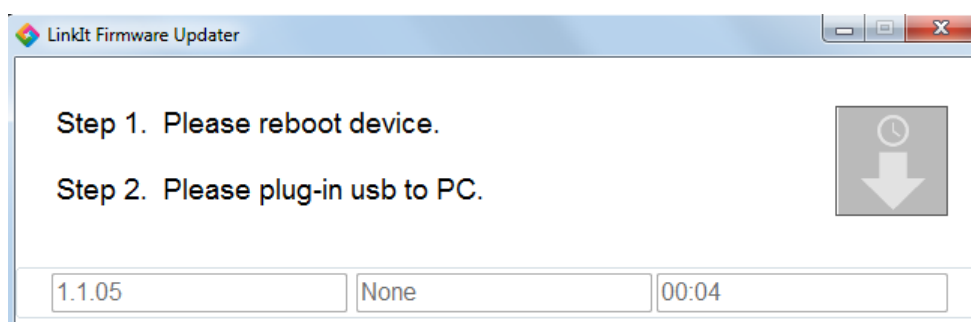 LinkIt Firmware Updater
Step 1. Please reboot device.
Step 2. Please plug-in usb to PC.
1.1.05 None 00:04